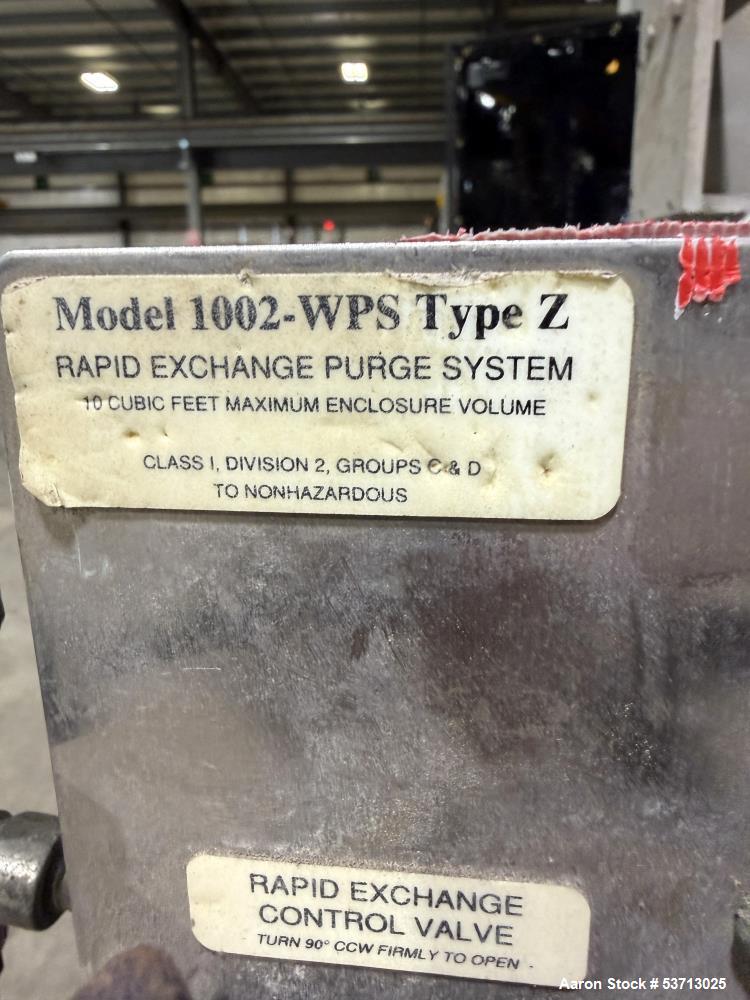 Model 1002-WPS Type Z
RAPID EXCHANGE PURGE SYSTEM
10 CUBIC FEET MAXIMUM ENCLOSURE VOLUME
CLASS I, DIVISION 2, GROUPS C & D
TO NONHAZARDOUS
RAPID EXCHANGE
CONTROL VALVE
TURN 90° CCW FIRMLY TO OPEN
Aaron Stock # 53713025